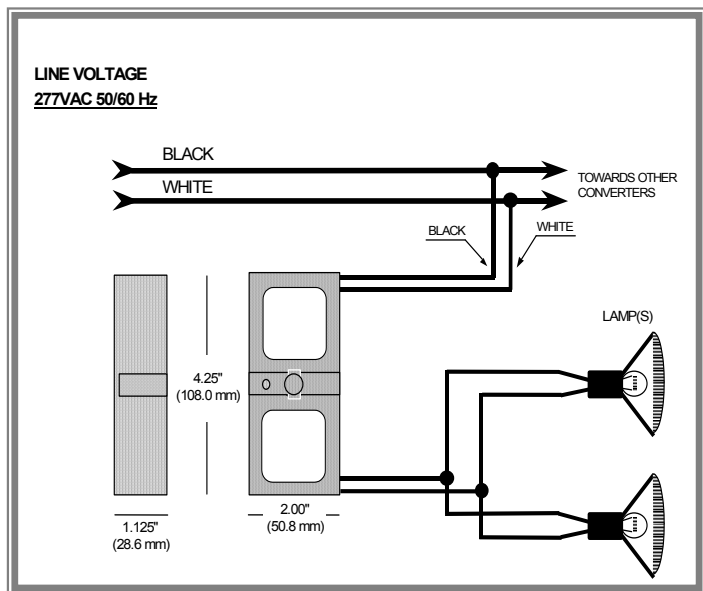 LINE VOLTAGE
277VAC 50/60 Hz
BLACK
WHITE
TOWARDS OTHER
CONVERTERS
BLACK
WHITE
LAMP(S)
4.25"
(108.0 mm)
2.00"
(50.8 mm)
1.125"
(28.6 mm)